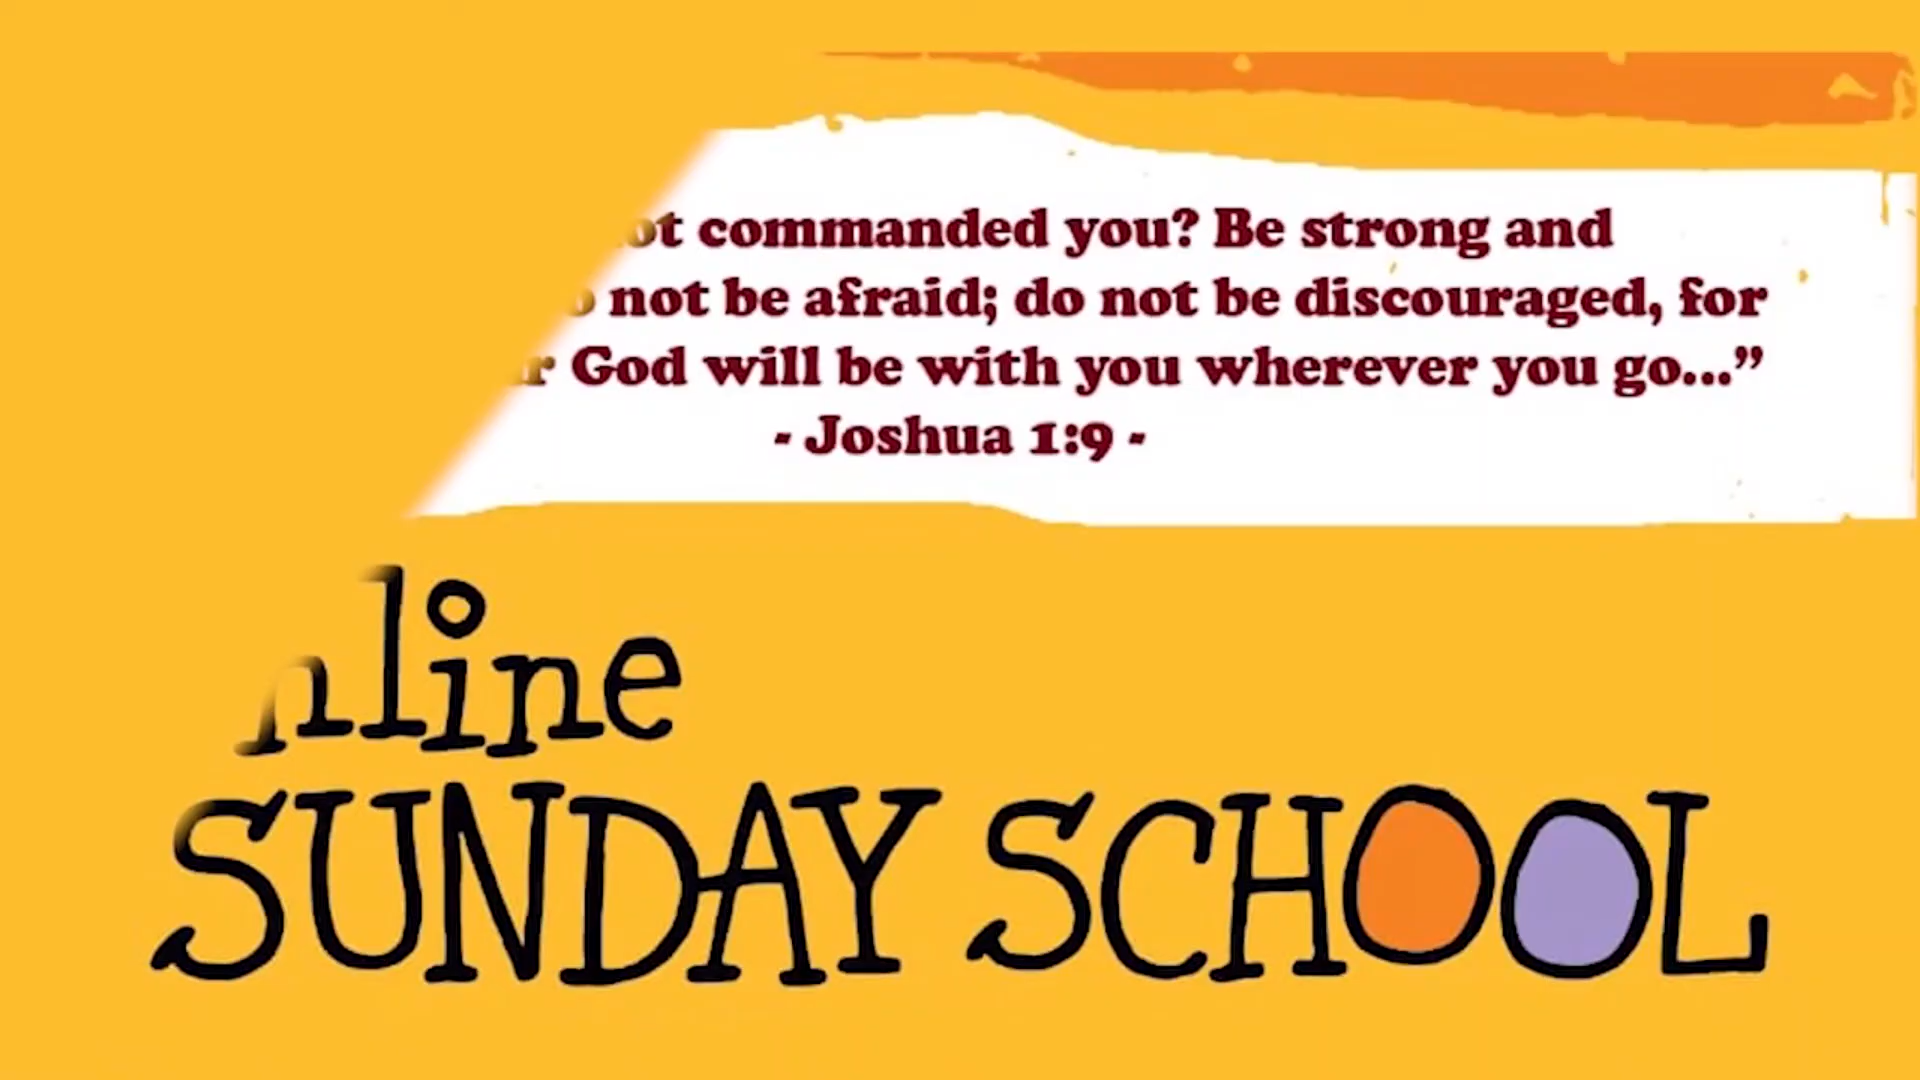 commanded you? Be strong and
not be afraid; do not be discouraged, for
God will be with you wherever you go...”
- Joshua 1:9 -
nline
SUNDAY SCHOOL